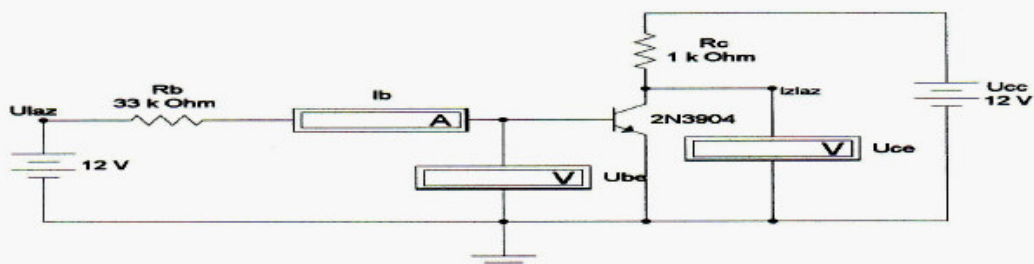 Rc
1 k Ohm
Rb
33 k Ohm
Ib
Ulaz
A
Izlaz
Ucc
12 V
2N3904
12 V
V
Ube
V
Uce